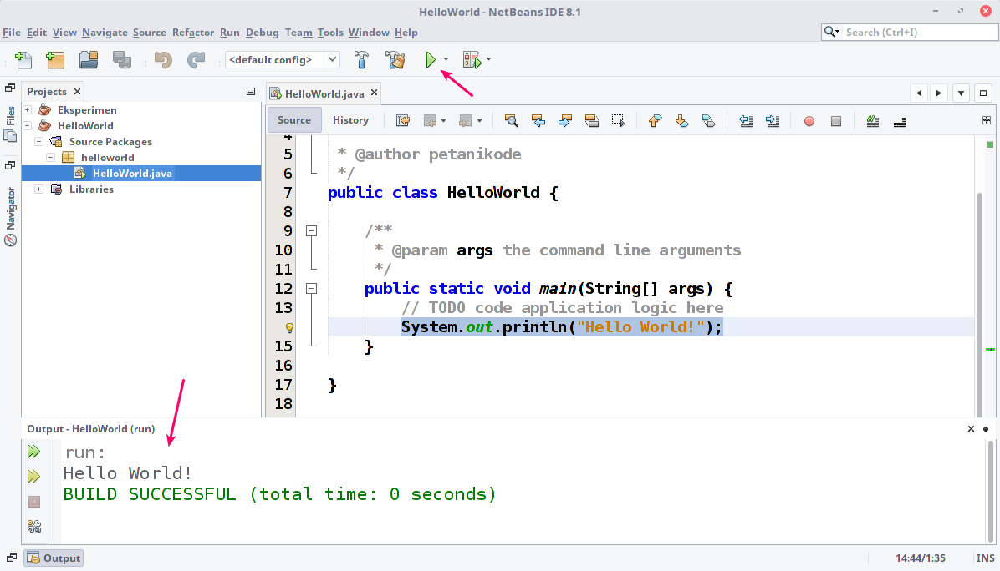 HelloWorld - NetBeans IDE 8.1
File Edit View Navigate Source Refactor Run Debug Team Tools Window Help
Search (Ctrl+I)
<default config>
Files
Navigator
Projects
Eksperimen
HelloWorld
Source Packages
helloworld
HelloWorld.java
Libraries
HelloWorld.java
Source History
5 * @author petanikode
6 */
7 public class HelloWorld {
8
9 /**
10 * @param args the command line arguments
11 */
12 public static void main(String[] args) {
13 // TODO code application logic here
System.out.println("Hello World!");
15 }
16
17 }
18
Output - HelloWorld (run)
run:
Hello World!
BUILD SUCCESSFUL (total time: 0 seconds)
Output
14:44/1:35 INS